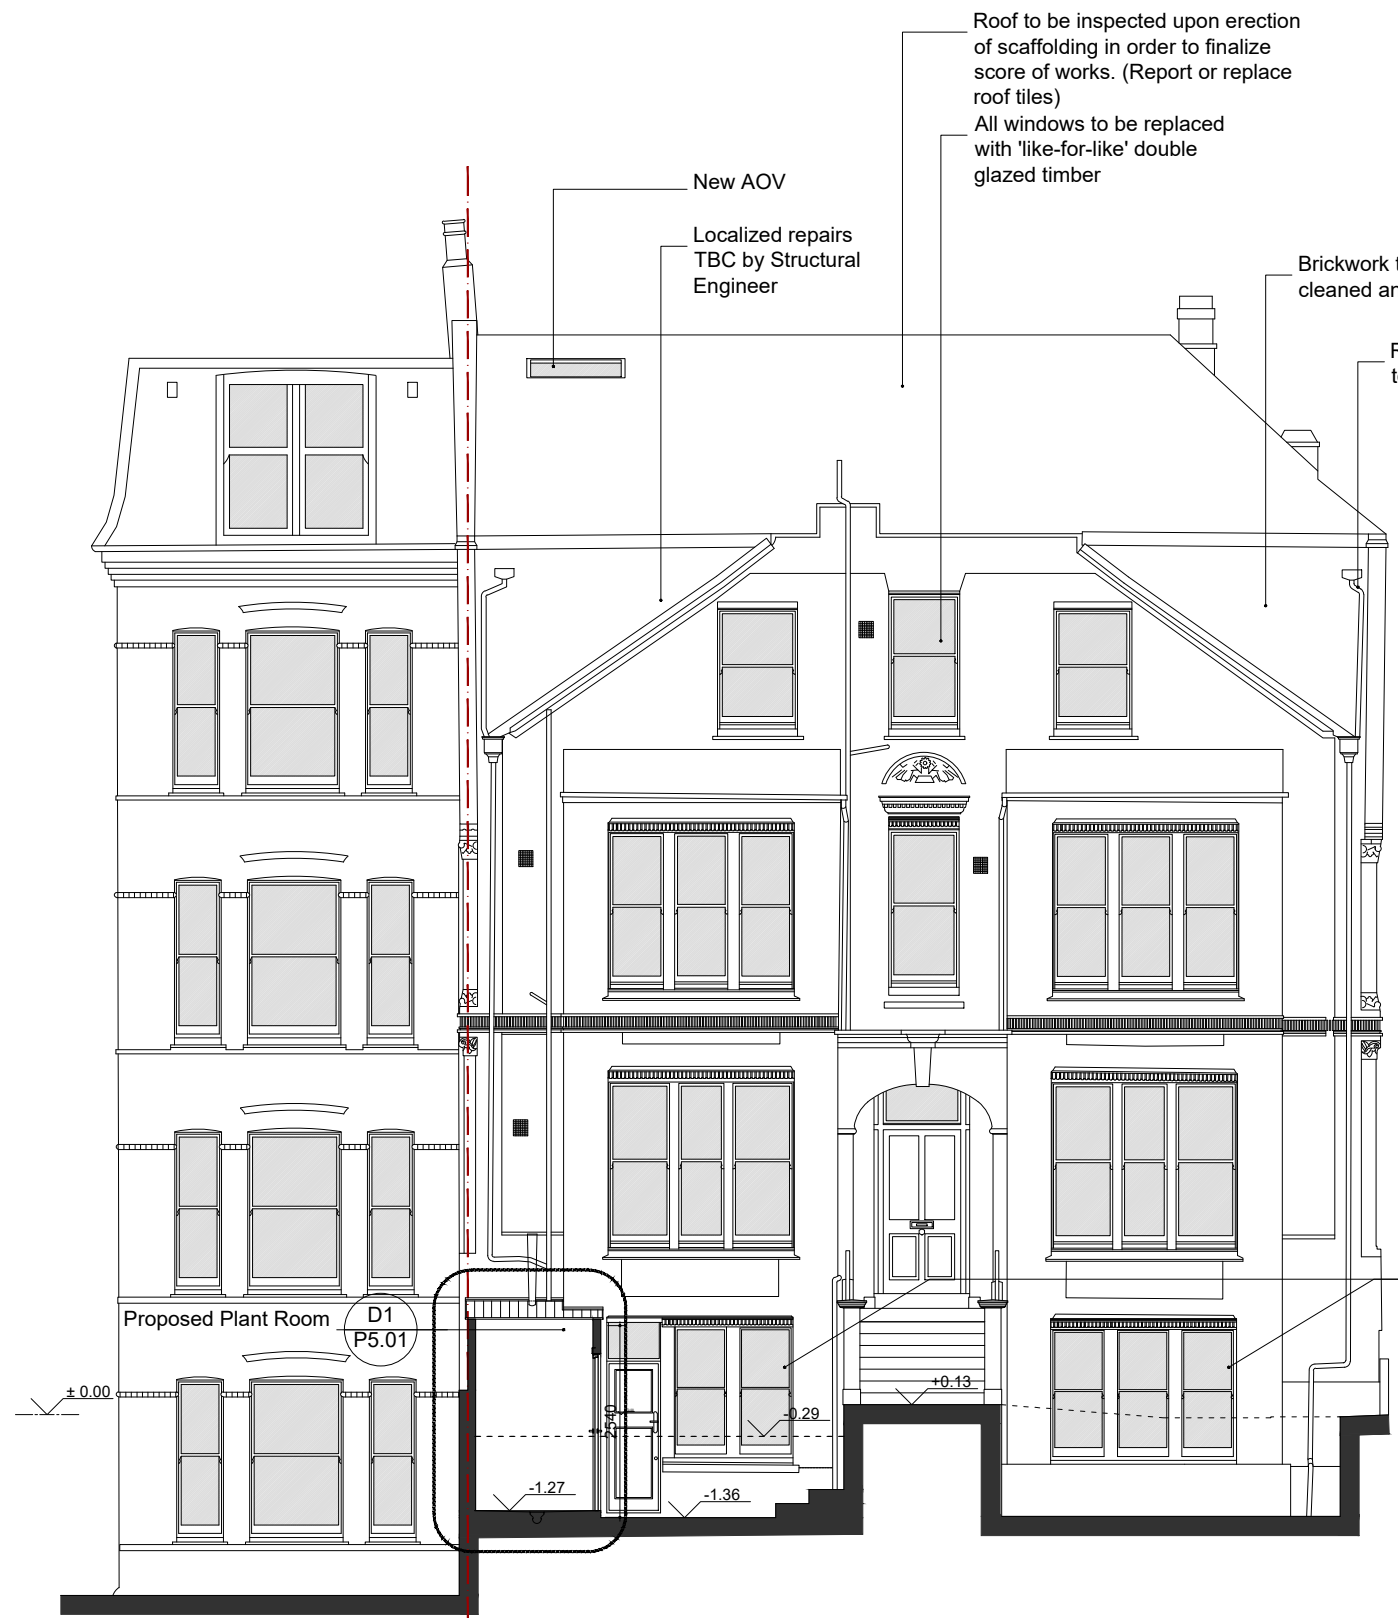 Roof to be inspected upon erection
of scaffolding in order to finalize
score of works. (Report or replace
roof tiles)
All windows to be replaced
with 'like-for-like' double
glazed timber
New AOV
Localized repairs
TBC by Structural
Engineer
Brickwork t
cleaned an
Proposed Plant Room
D1
P5.01
± 0.00
+0.13
-0.29
2540
-1.27
-1.36